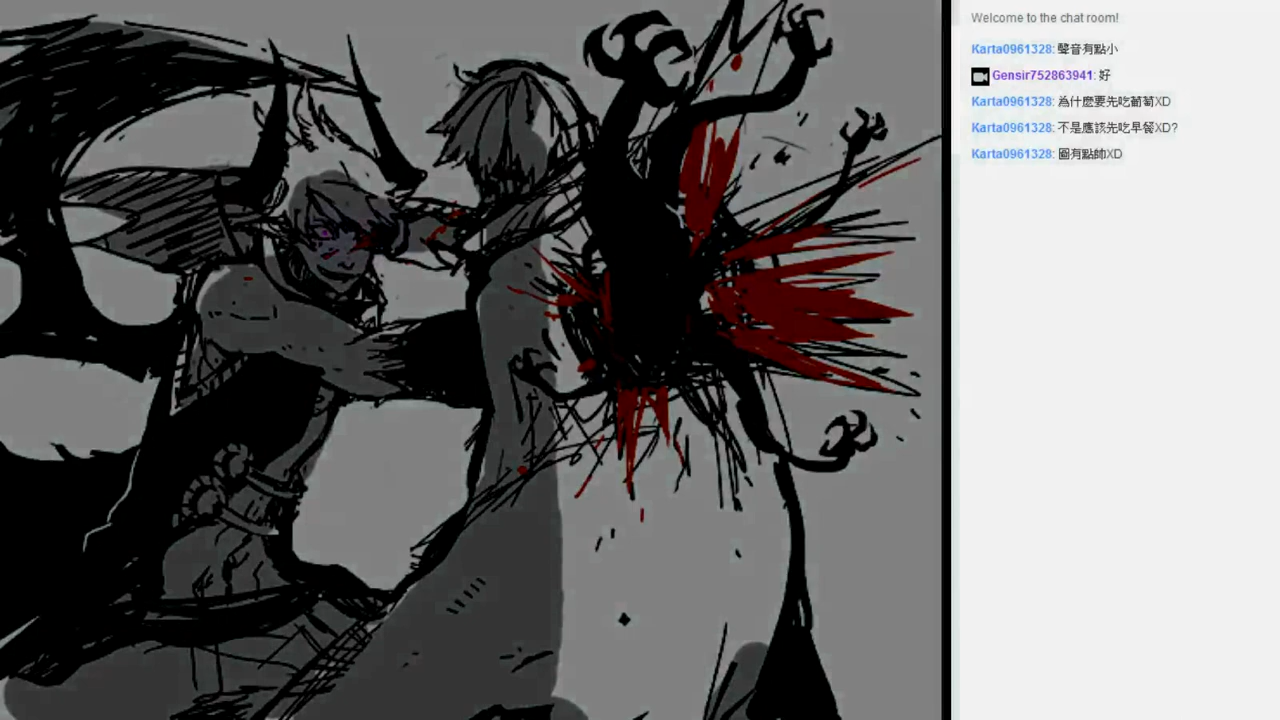 Welcome to the chat room!
Karta0961328: 聲音有點小
Gensir752863941: 好
Karta0961328: 為什麼要先吃葡萄XD
Karta0961328: 不是應該先吃早餐XD?
Karta0961328: 圖有點帥XD